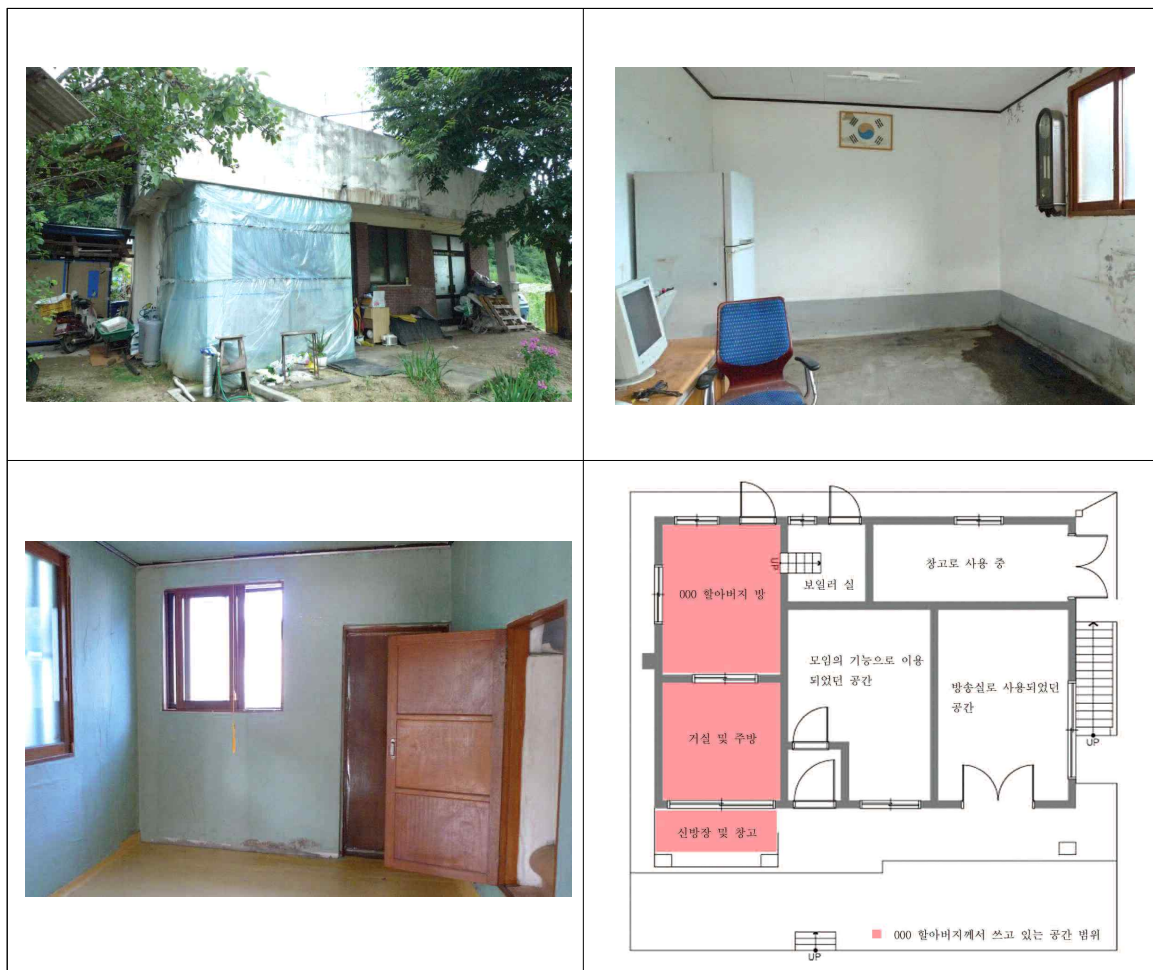 000 할아버지 방
UP
보일러 실
창고로 사용 중
모임의 기능으로 이용
되었던 공간
방송실로 사용되었던
공간
거실 및 주방
UP
신방장 및 창고
000 할아버지께서 쓰고 있는 공간 범위
UP